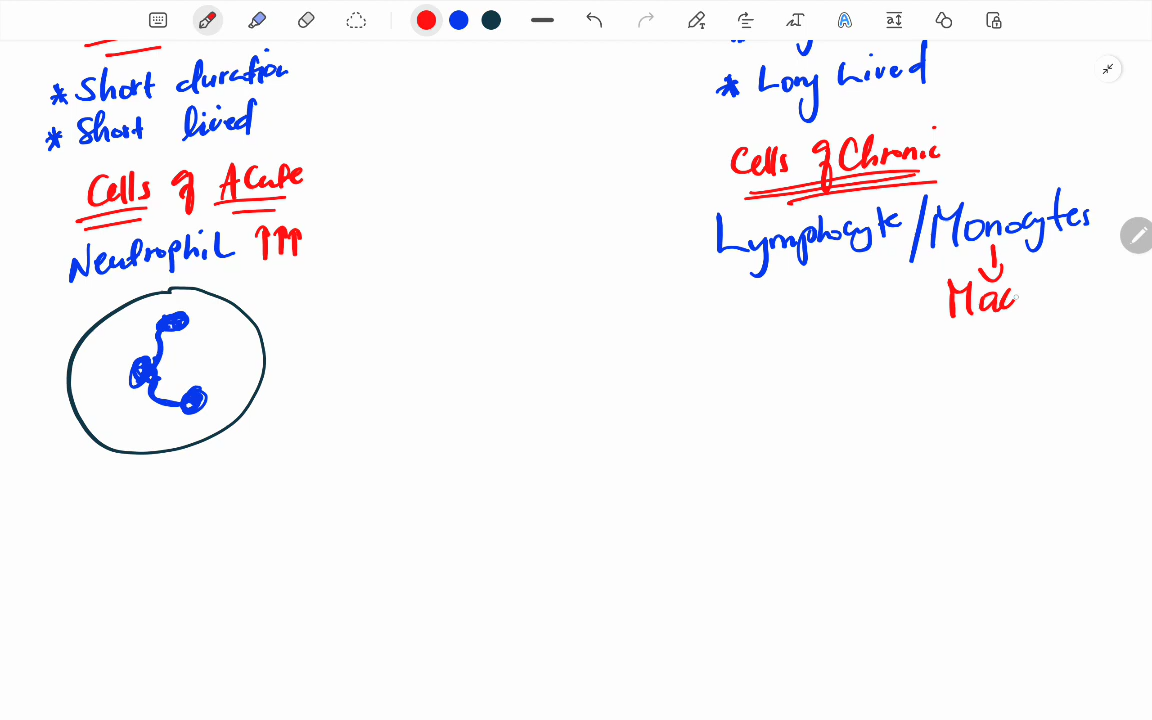 * Short duration
* Short lived
Cells of Acute
Neutrophil ↑↑↑
* Long Lived
Cells of Chronic
Lymphocyte / Monocytes
↓
Mac